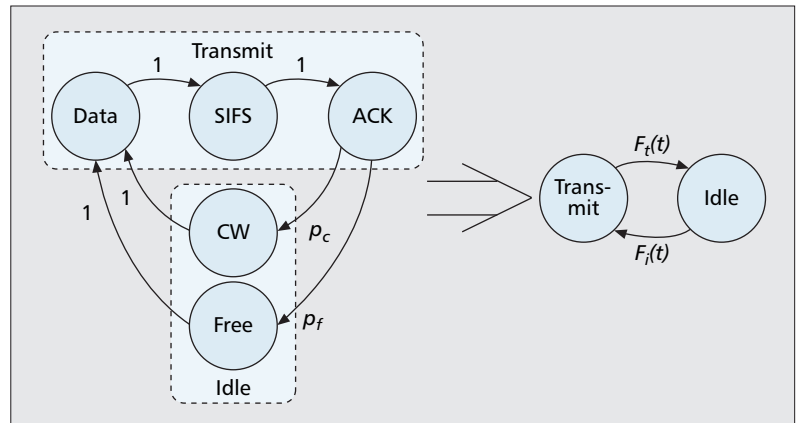 Transmit
1
1
Data
SIFS
ACK
1
1
CW
p_c
Free
p_f
Idle
F_t(t)
Trans-
mit
Idle
F_i(t)